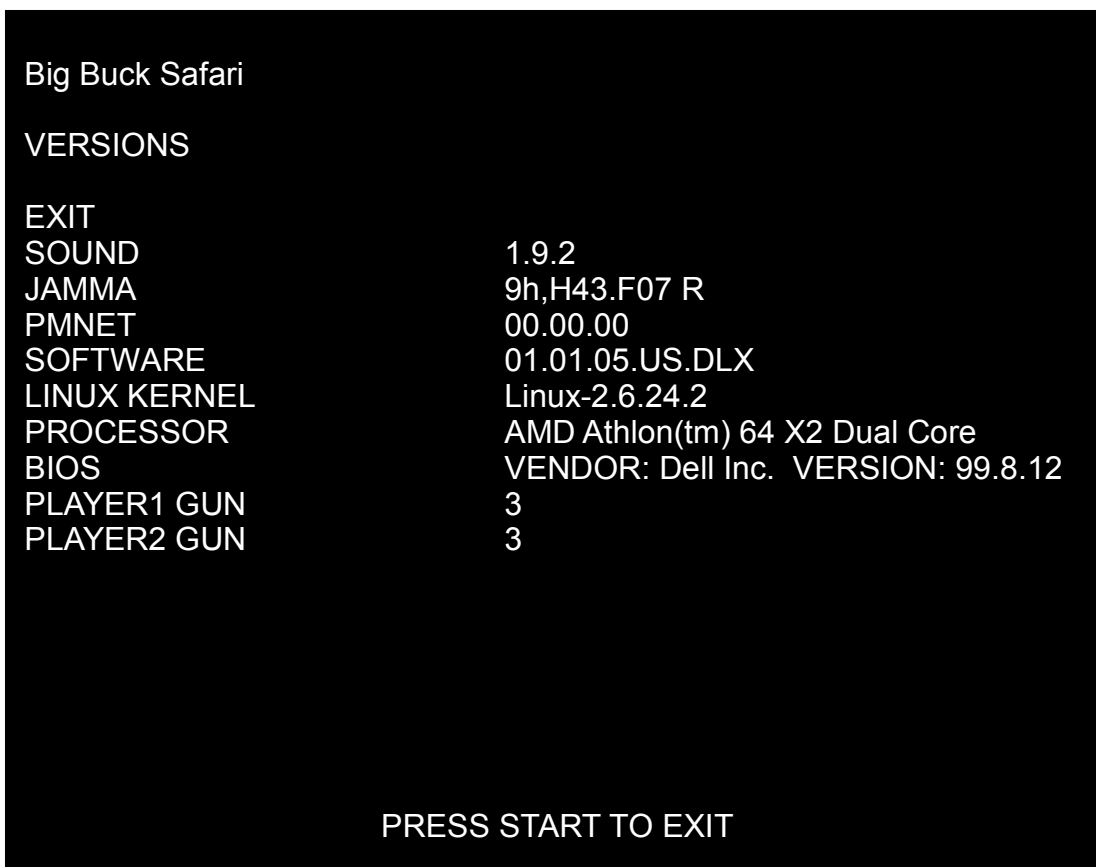 Big Buck Safari
VERSIONS
EXIT
SOUND 1.9.2
JAMMA 9h,H43.F07 R
PMNET 00.00.00
SOFTWARE 01.01.05.US.DLX
LINUX KERNEL Linux-2.6.24.2
PROCESSOR AMD Athlon(tm) 64 X2 Dual Core
BIOS VENDOR: Dell Inc.  VERSION: 99.8.12
PLAYER1 GUN 3
PLAYER2 GUN 3
PRESS START TO EXIT